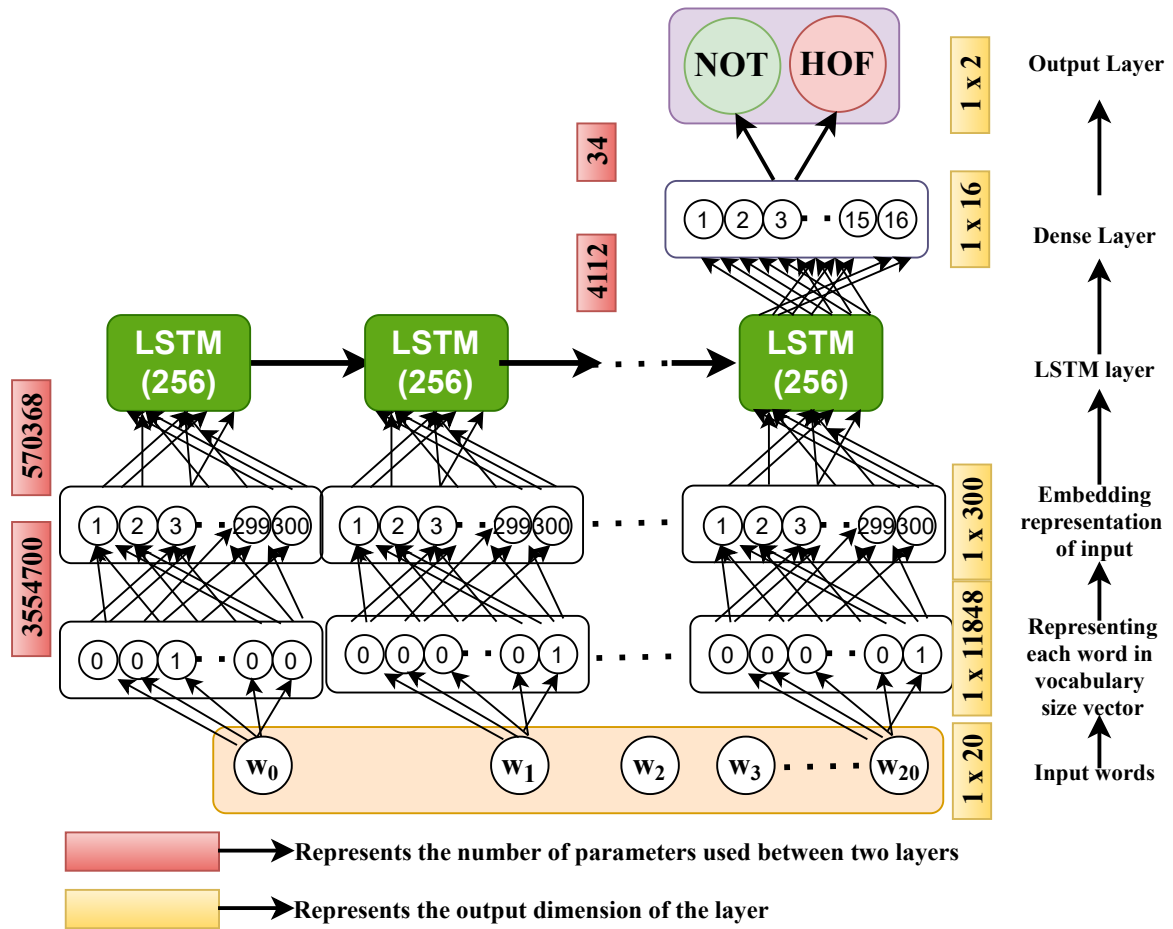 NOT HOF
1 x 2
Output Layer
34
1 2 3 15 16
1 x 16
Dense Layer
4112
LSTM
(256)
LSTM
(256)
LSTM
(256)
LSTM layer
570368
1 2 3 299 300
1 2 3 299 300
1 2 3 299 300
1 x 300
Embedding
representation
of input
3554700
0 0 1 0 0
0 0 0 0 1
0 0 0 0 1
1 x 11848
Representing
each word in
vocabulary
size vector
w0 w1 w2 w3 w20
1 x 20
Input words
Represents the number of parameters used between two layers
Represents the output dimension of the layer